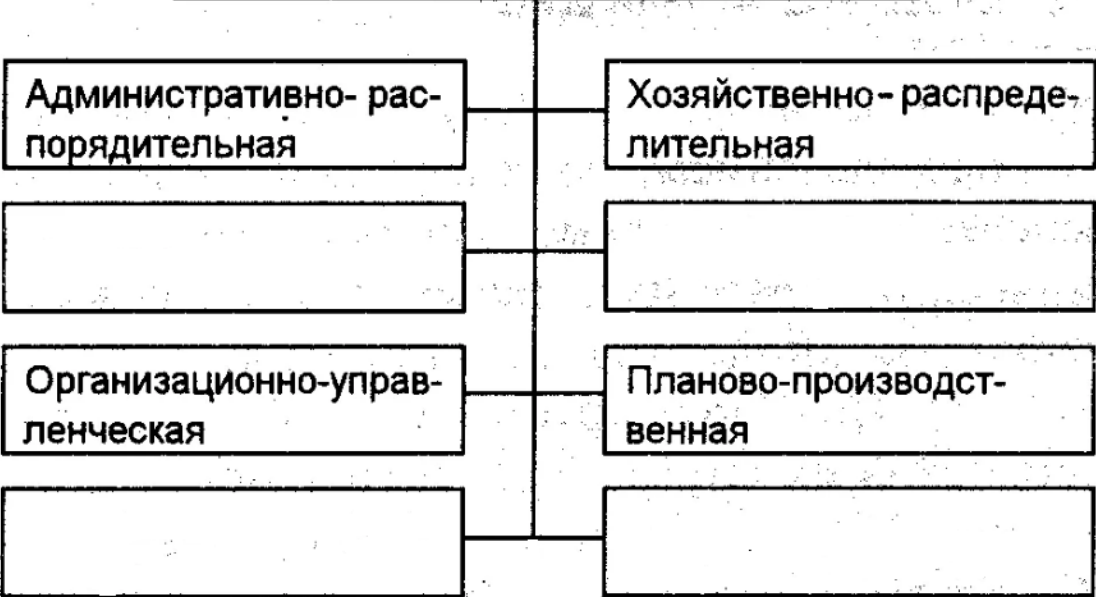 Административно- рас-
порядительная
Хозяйственно-распреде-
лительная
Организационно-управ-
ленческая
Планово-производст-
венная